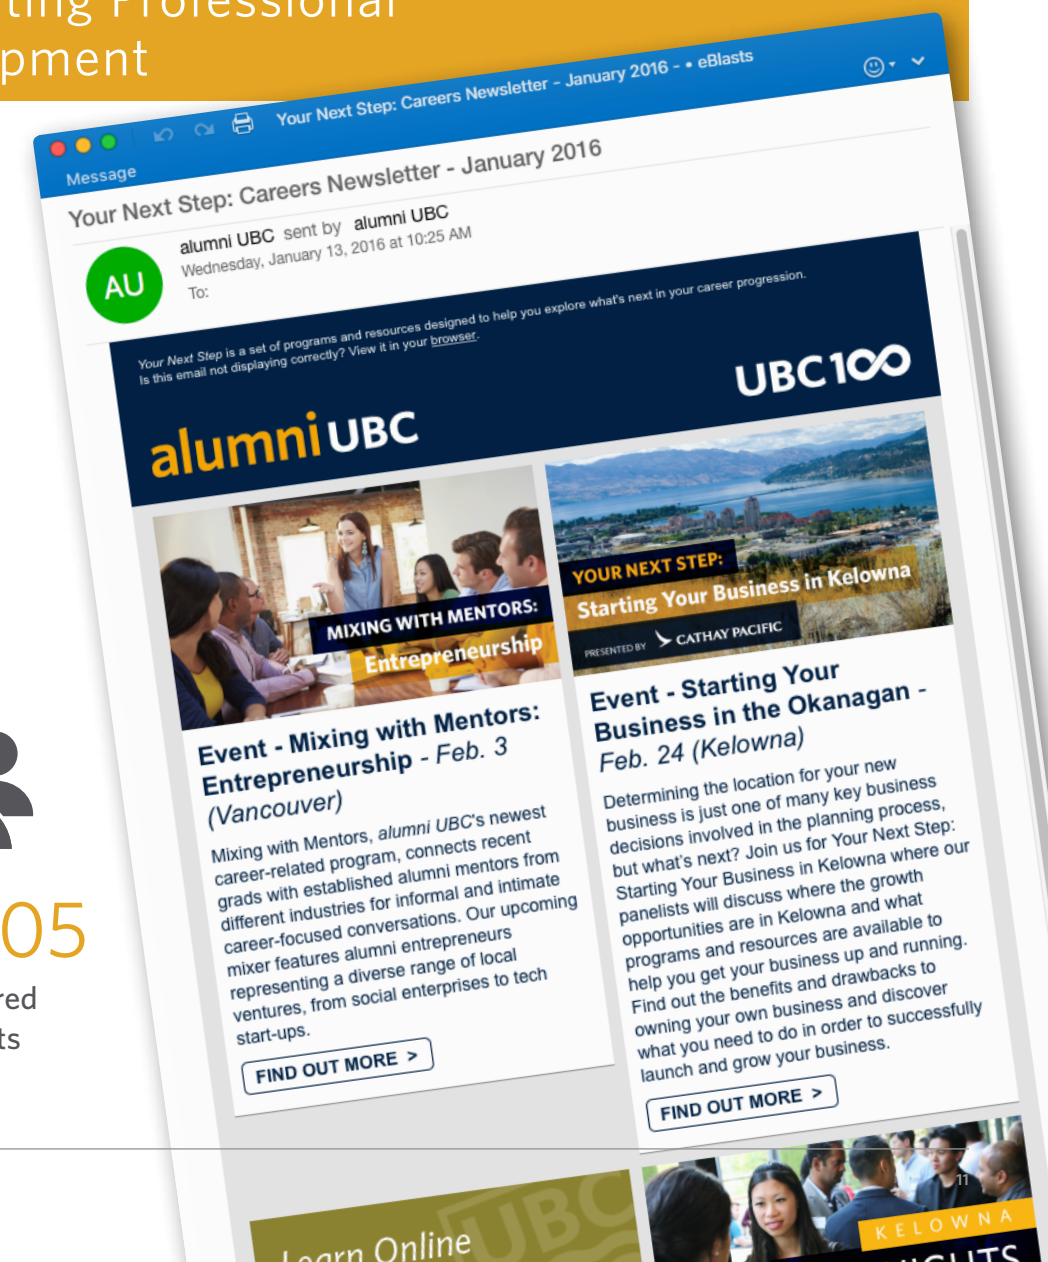 Professional
Your Next Step: Careers Newsletter - January 2016 - • eBlasts
Message
Your Next Step: Careers Newsletter - January 2016
AU
alumni UBC sent by alumni UBC
Wednesday, January 13, 2016 at 10:25 AM
To:
Your Next Step is a set of programs and resources designed to help you explore what's next in your career progression.
Is this email not displaying correctly? View it in your browser.
alumni UBC
UBC 100
MIXING WITH MENTORS:
Entrepreneurship
Event - Mixing with Mentors:
Entrepreneurship - Feb. 3
(Vancouver)
Mixing with Mentors, alumni UBC's newest
career-related program, connects recent
grads with established alumni mentors from
different industries for informal and intimate
career-focused conversations. Our upcoming
mixer features alumni entrepreneurs
representing a diverse range of local
ventures, from social enterprises to tech
start-ups.
FIND OUT MORE >
YOUR NEXT STEP:
Starting Your Business in Kelowna
PRESENTED BY CATHAY PACIFIC
Event - Starting Your
Business in the Okanagan -
Feb. 24 (Kelowna)
Determining the location for your new
business is just one of many key business
decisions involved in the planning process,
but what's next? Join us for Your Next Step:
Starting Your Business in Kelowna where our
panelists will discuss where the growth
opportunities are in Kelowna and what
programs and resources are available to
help you get your business up and running.
Find out the benefits and drawbacks to
owning your own business and discover
what you need to do in order to successfully
launch and grow your business.
FIND OUT MORE >
05
Learn Online
UBC
KELOWNA
11